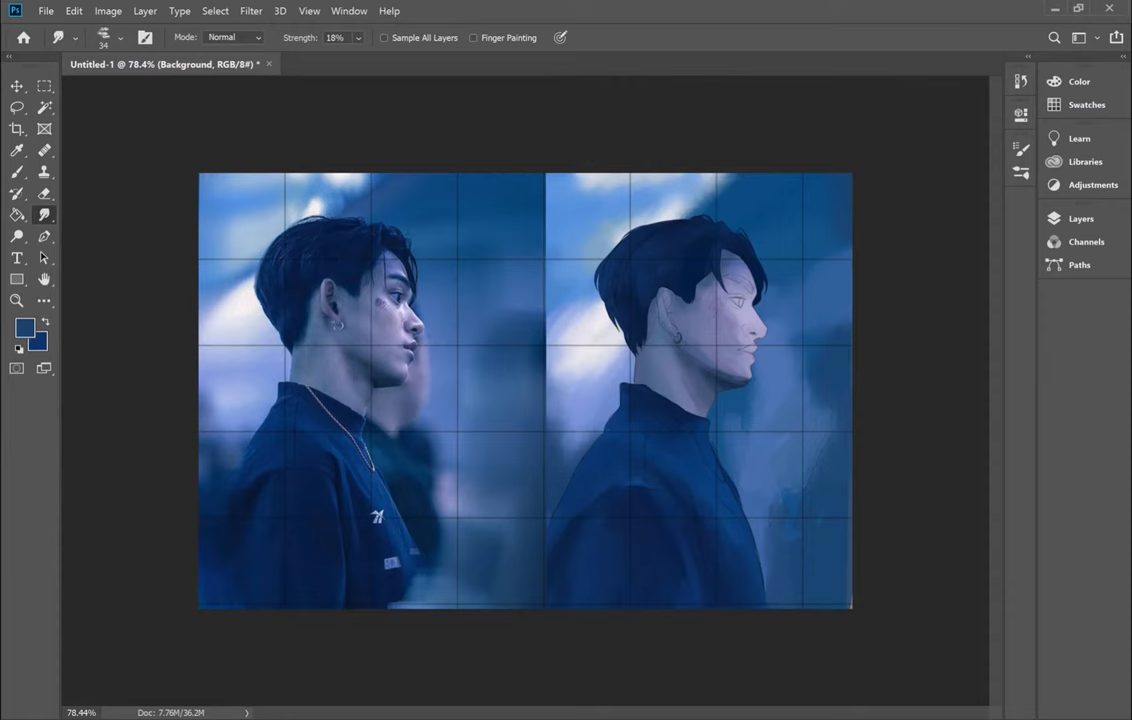 Ps File Edit Image Layer Type Select Filter 3D View Window Help
34 Mode: Normal Strength: 18% Sample All Layers Finger Painting
Untitled-1 @ 78.4% (Background, RGB/8#) *
Color
Swatches
Learn
Libraries
Adjustments
Layers
Channels
Paths
T
78.44% Doc: 7.76M/36.2M